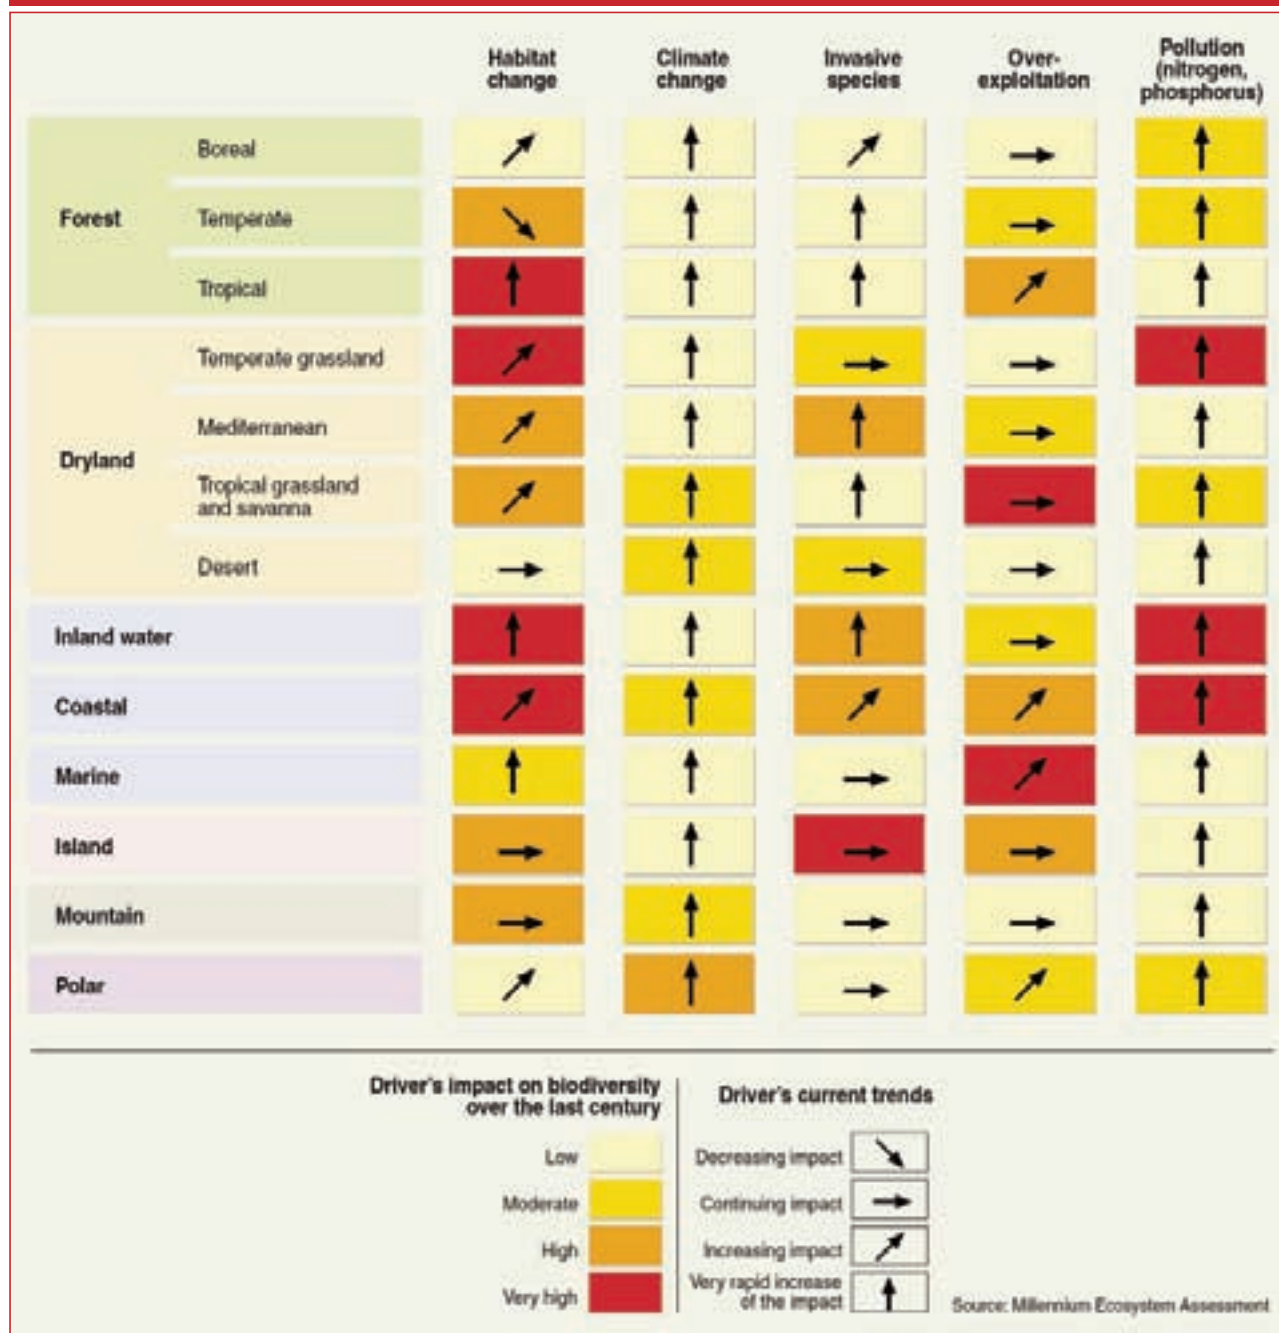 Habitat
change
Climate
change
Invasive
species
Over-
exploitation
Pollution
(nitrogen,
phosphorus)
Forest
Boreal
Temperate
Tropical
Dryland
Temperate grassland
Mediterranean
Tropical grassland
and savanna
Desert
Inland water
Coastal
Marine
Island
Mountain
Polar
Driver's impact on biodiversity
over the last century
Low
Moderate
High
Very high
Driver's current trends
Decreasing impact
Continuing impact
Increasing impact
Very rapid increase
of the impact
Source: Millennium Ecosystem Assessment